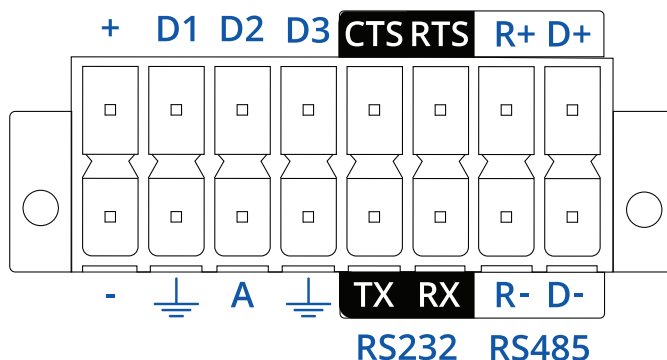 + D1 D2 D3 CTS RTS R+ D+
- A TX RX R- D-
RS232 RS485